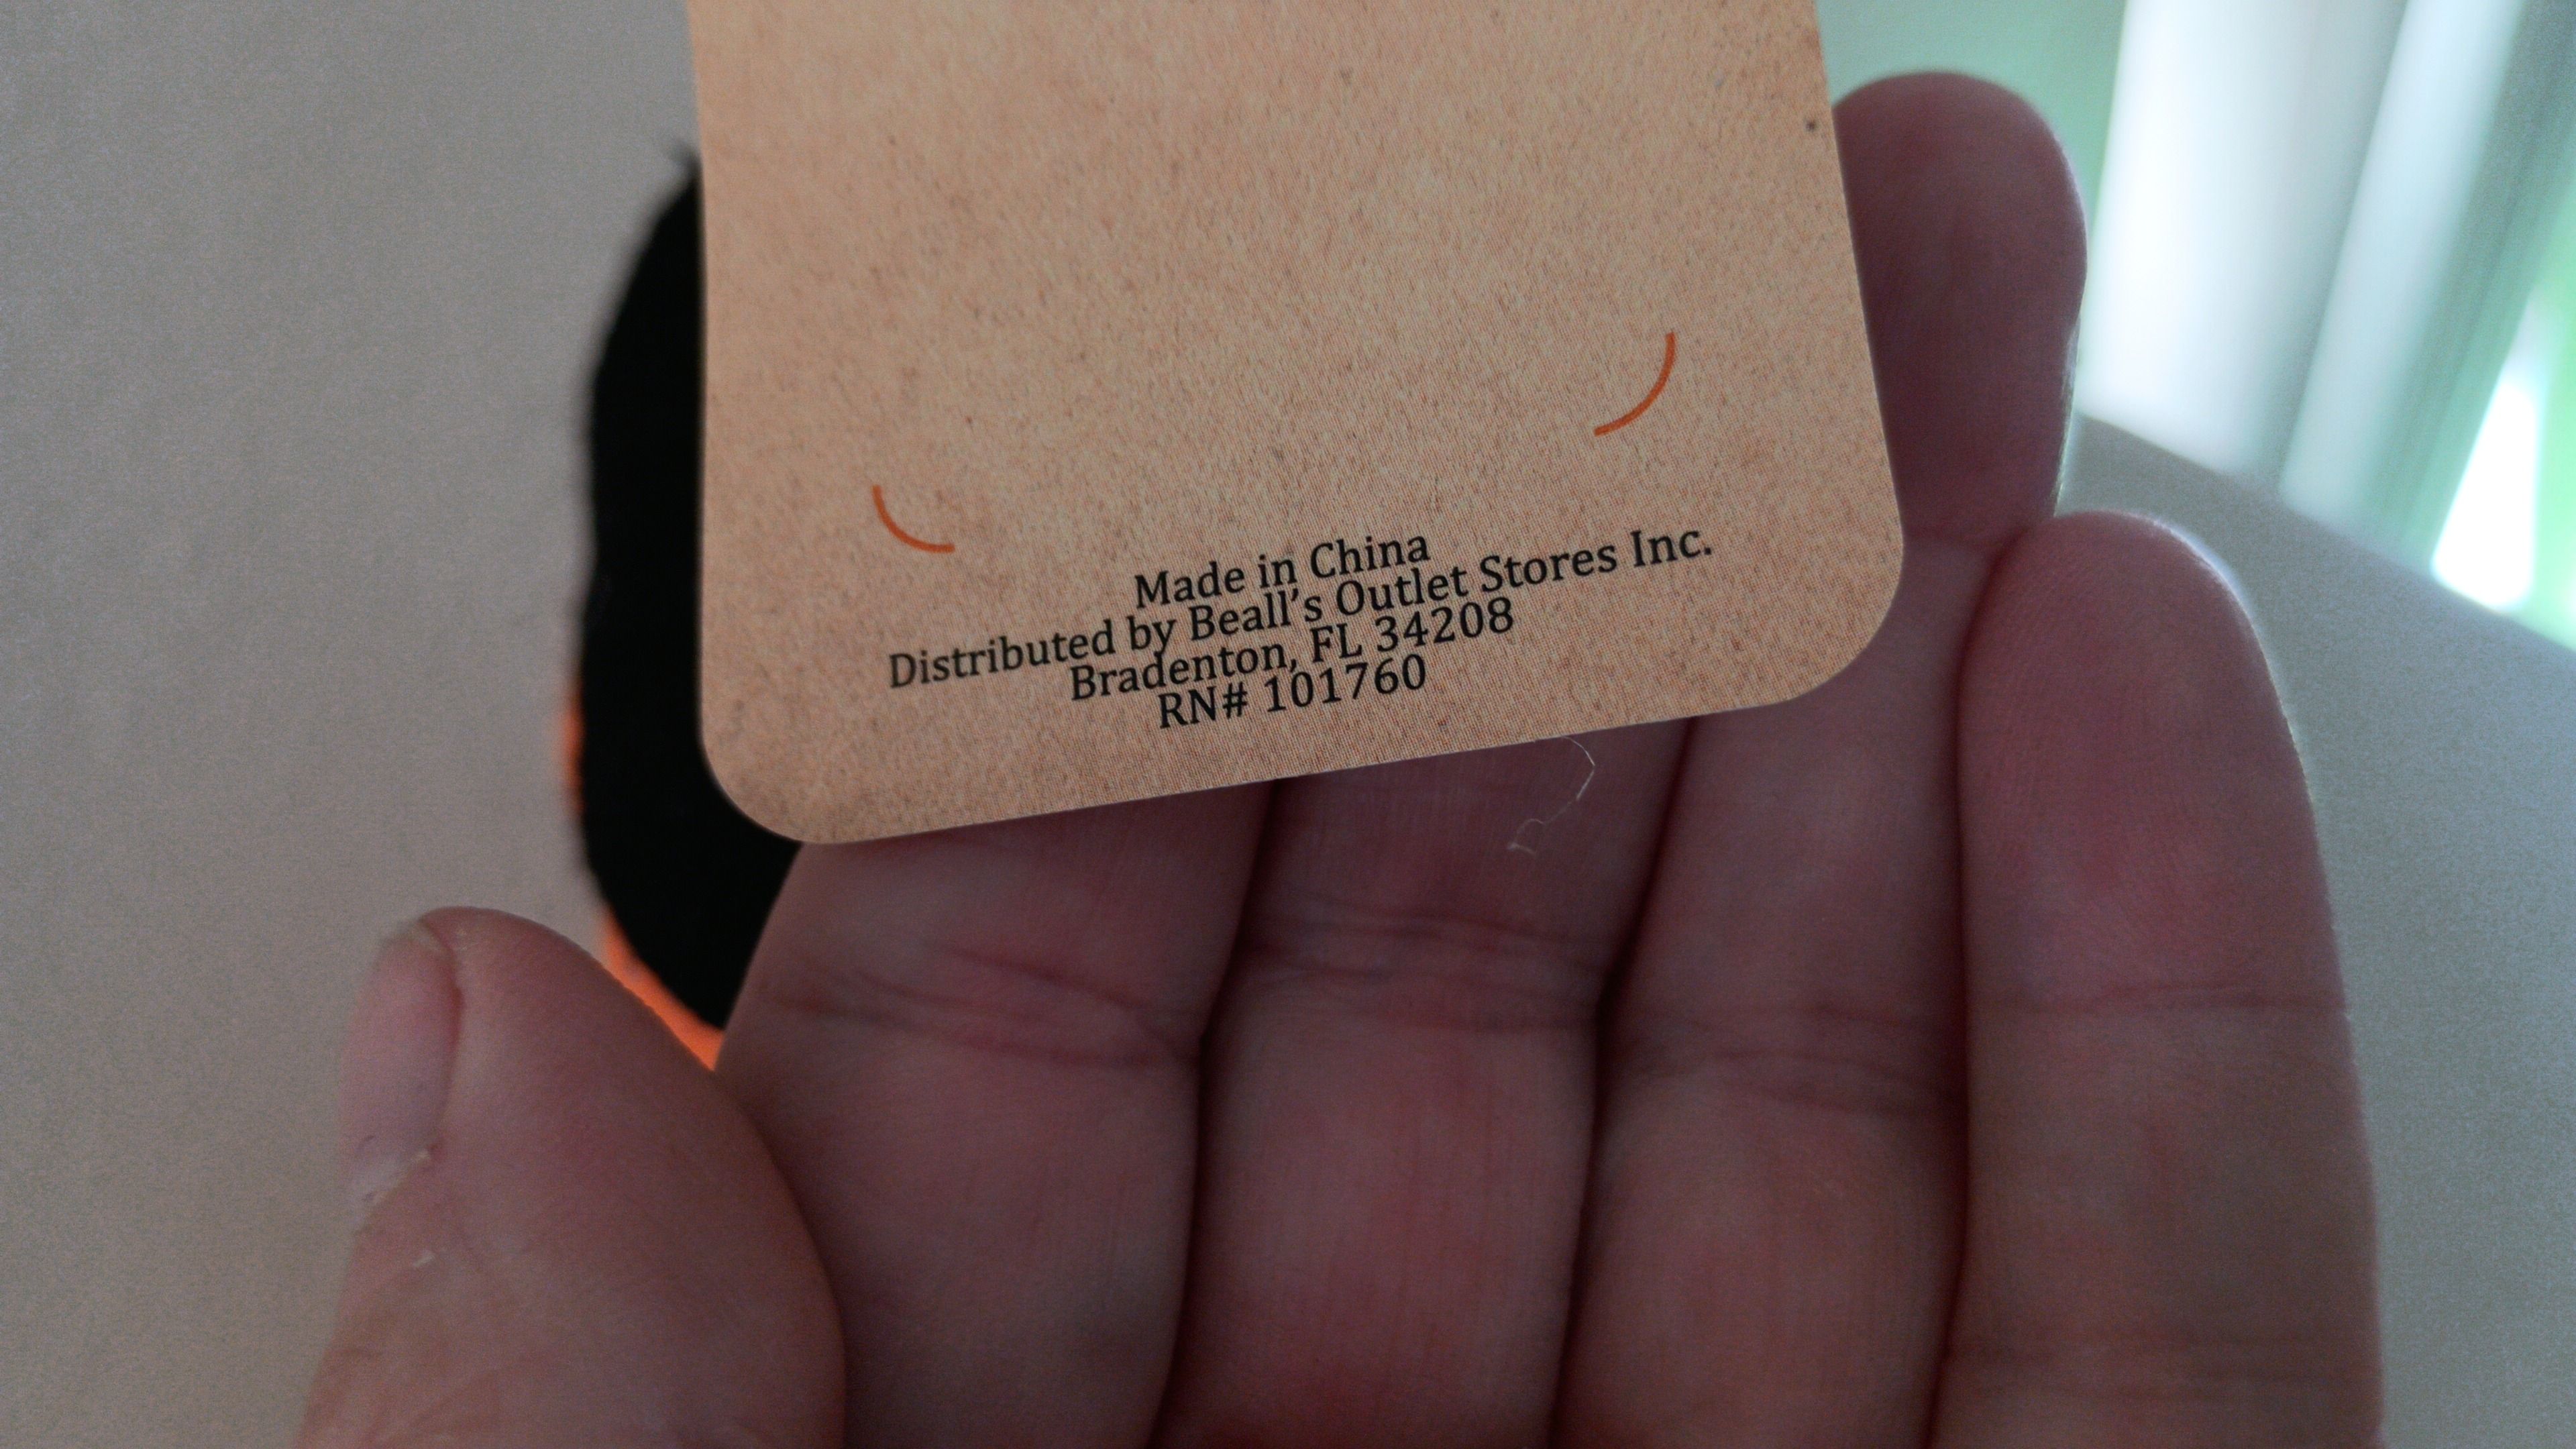 Made in China
Distributed by Beall's Outlet Stores Inc.
Bradenton, FL 34208
RN# 101760